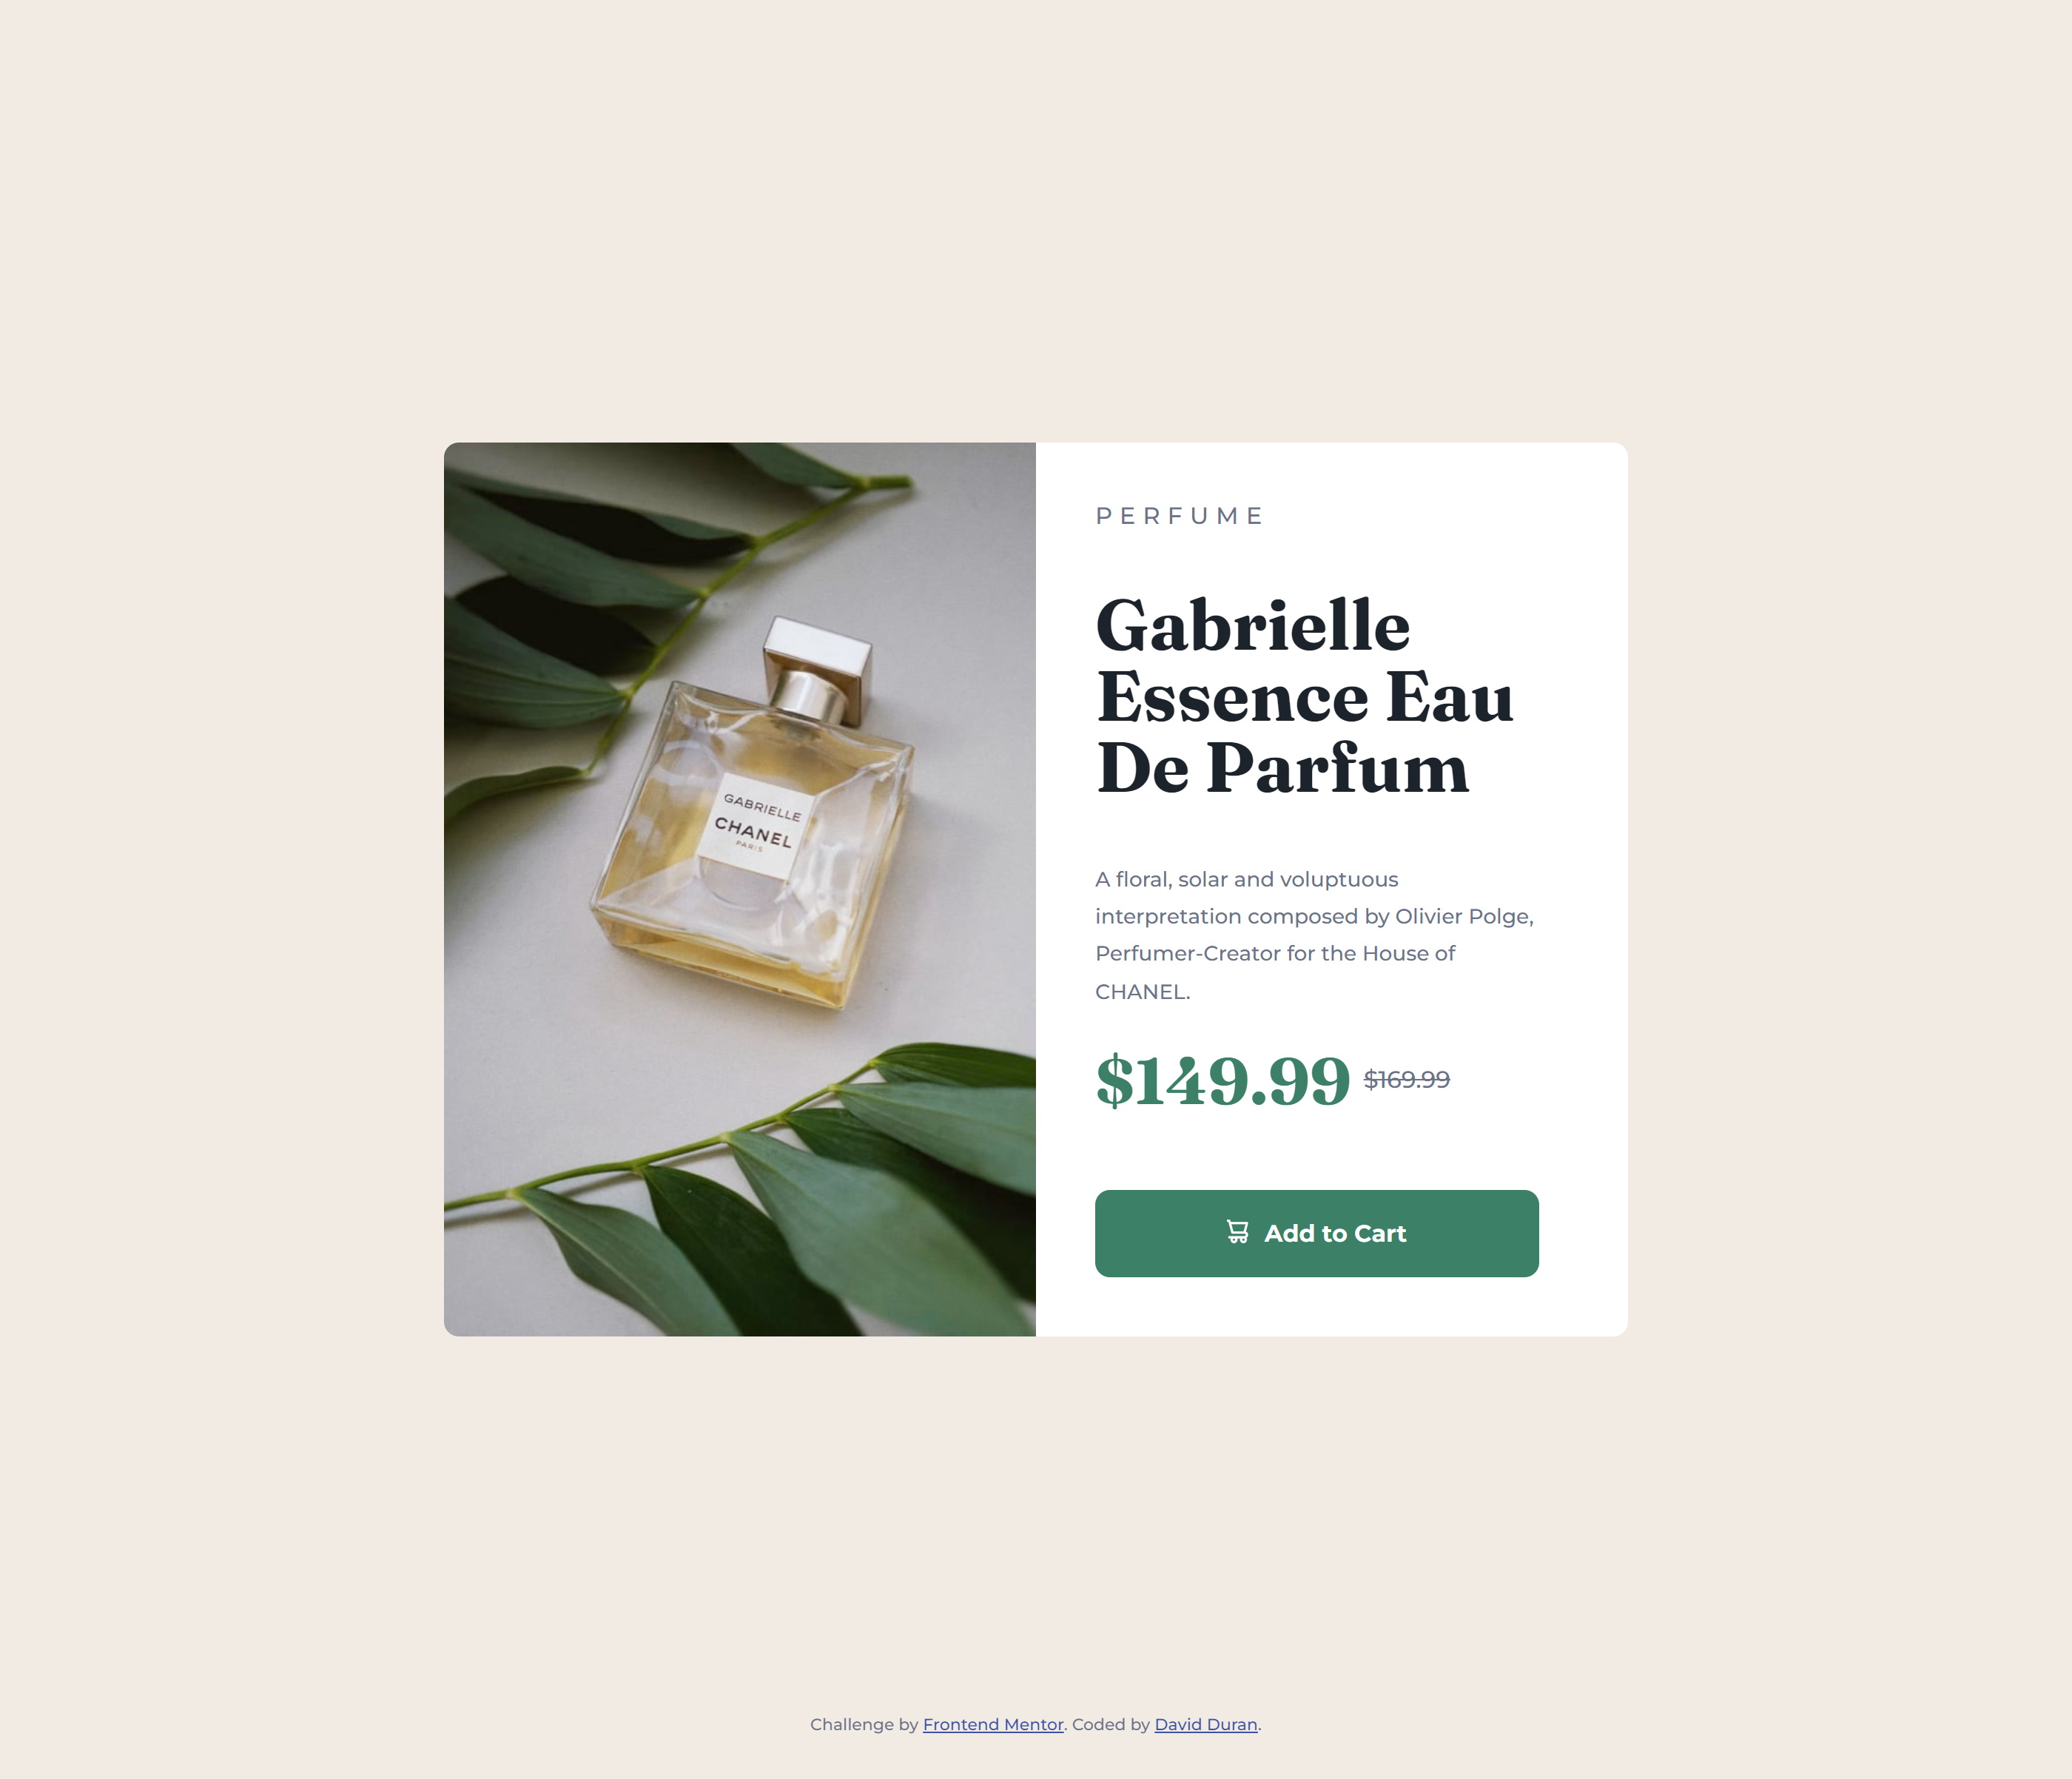 GABRIELLE
CHANEL
PARIS
PERFUME
Gabrielle
Essence Eau
De Parfum
A floral, solar and voluptuous
interpretation composed by Olivier Polge,
Perfumer-Creator for the House of
CHANEL.
$149.99 $169.99
Add to Cart
Challenge by Frontend Mentor. Coded by David Duran.